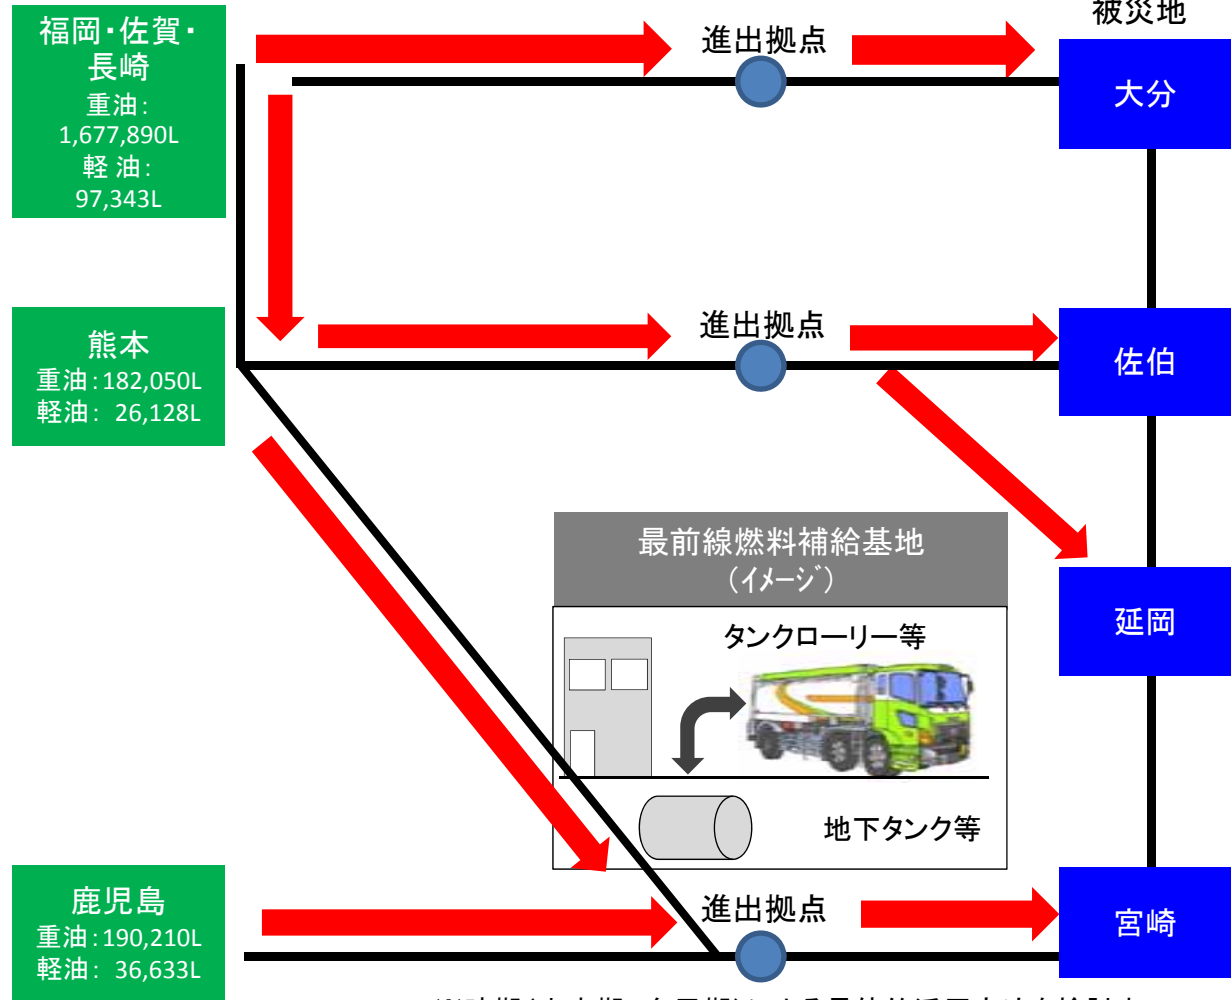 福岡・佐賀・
長崎
重油：
1,677,890L
軽 油：
97,343L
進出拠点
被災地
大分
熊本
重油：182,050L
軽油： 26,128L
進出拠点
佐伯
最前線燃料補給基地
（ｲﾒｰｼﾞ）
タンクローリー等
地下タンク等
延岡
鹿児島
重油：190,210L
軽油： 36,633L
進出拠点
宮崎